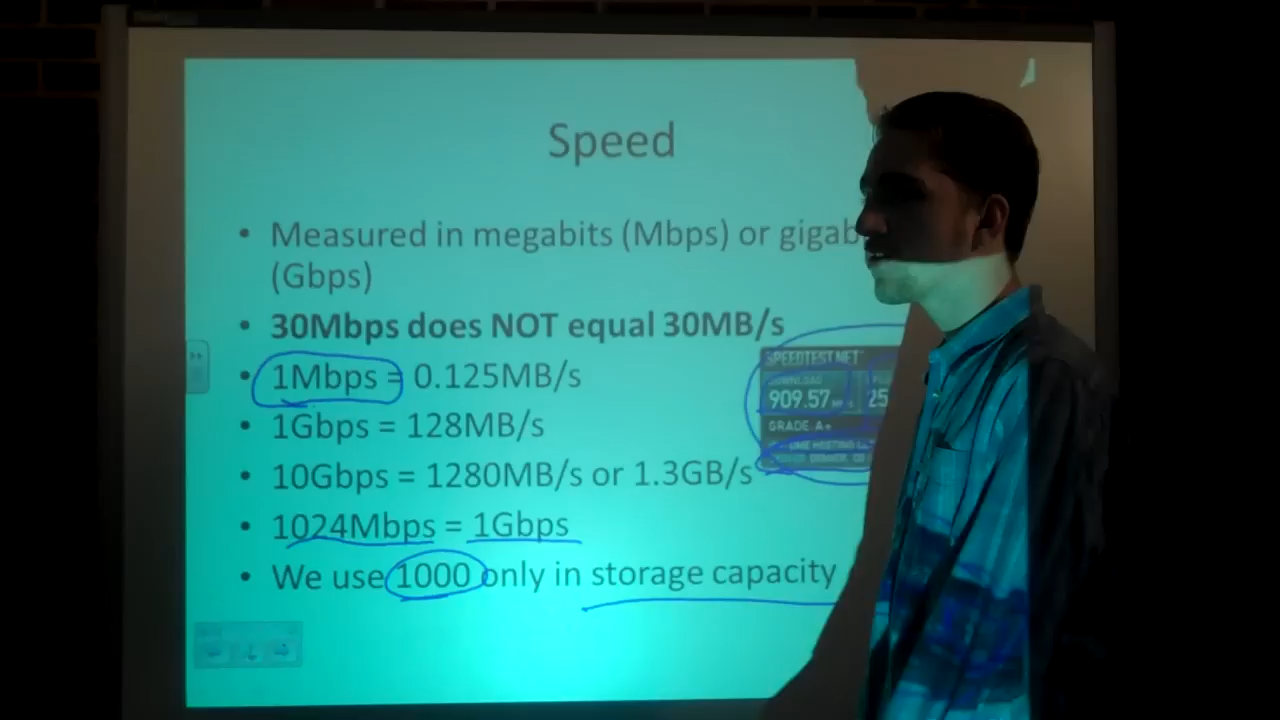 Speed
• Measured in megabits (Mbps) or gigab
(Gbps)
• 30Mbps does NOT equal 30MB/s
• 1Mbps = 0.125MB/s
• 1Gbps = 128MB/s
• 10Gbps = 1280MB/s or 1.3GB/s
• 1024Mbps = 1Gbps
• We use 1000 only in storage capacity
SPEEDTEST.NET
DOWNLOAD
909.57 25
GRADE: A+